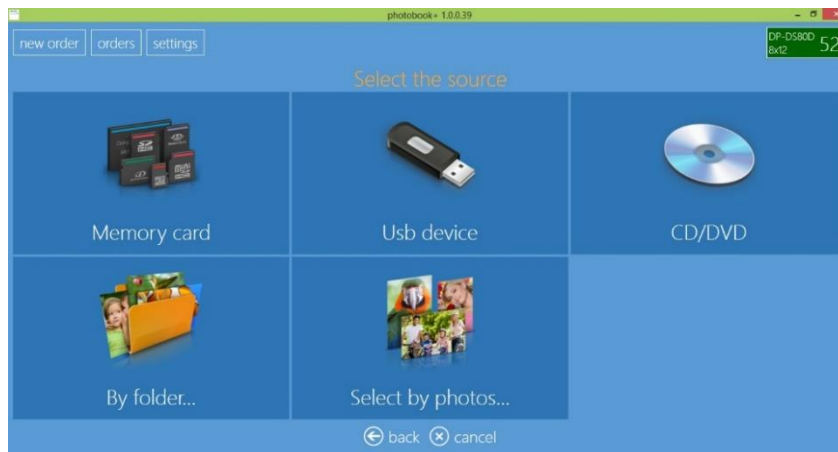 photobook+ 1.0.0.39
new order orders settings
DP-DS80D
8x12 52
Select the source
Memory card
Usb device
CD/DVD
By folder...
Select by photos...
back cancel